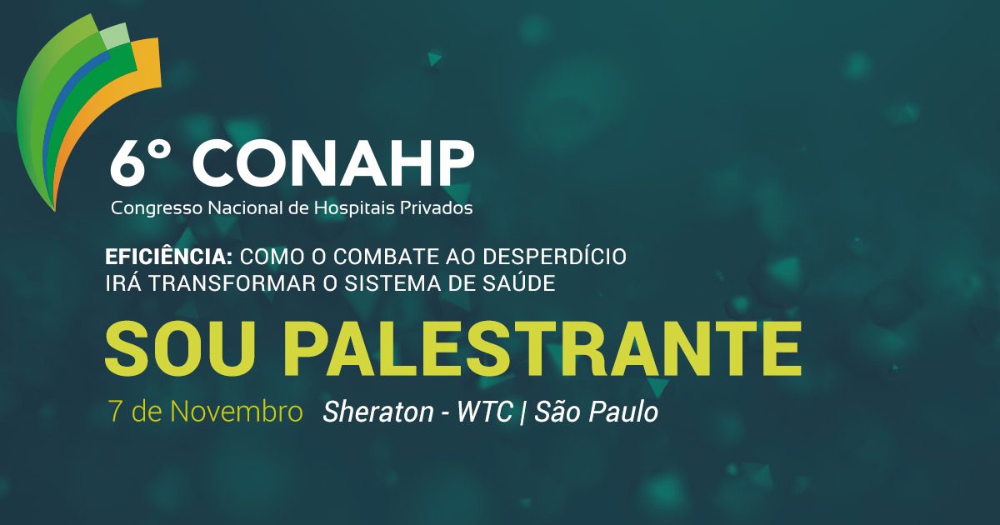 6º CONAHP
Congresso Nacional de Hospitais Privados
EFICIÊNCIA: COMO O COMBATE AO DESPERDÍCIO
IRÁ TRANSFORMAR O SISTEMA DE SAÚDE
SOU PALESTRANTE
7 de Novembro Sheraton - WTC | São Paulo